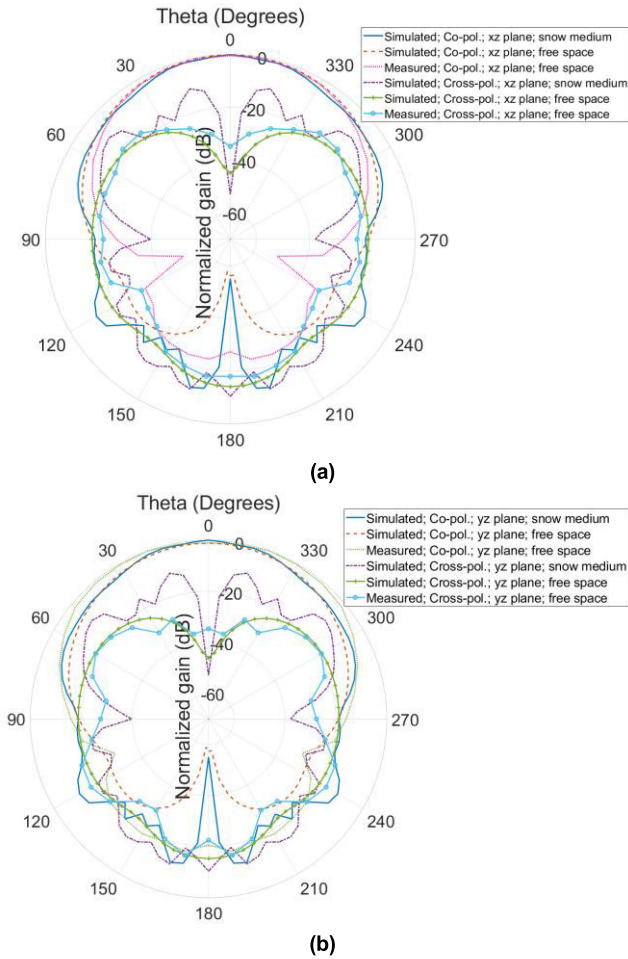 Theta (Degrees)
0
Simulated; Co-pol.; xz plane; snow medium
Simulated; Co-pol.; xz plane; free space
Measured; Co-pol.; xz plane; free space
Simulated; Cross-pol.; xz plane; snow medium
Simulated; Cross-pol.; xz plane; free space
Measured; Cross-pol.; xz plane; free space
30
330
0
-20
60
300
-40
Normalized gain (dB)
-60
90
270
120
240
150
210
180
(a)
Theta (Degrees)
0
Simulated; Co-pol.; yz plane; snow medium
Simulated; Co-pol.; yz plane; free space
Measured; Co-pol.; yz plane; free space
Simulated; Cross-pol.; yz plane; snow medium
Simulated; Cross-pol.; yz plane; free space
Measured; Cross-pol.; yz plane; free space
30
330
0
-20
60
300
-40
Normalized gain (dB)
-60
90
270
120
240
150
210
180
(b)